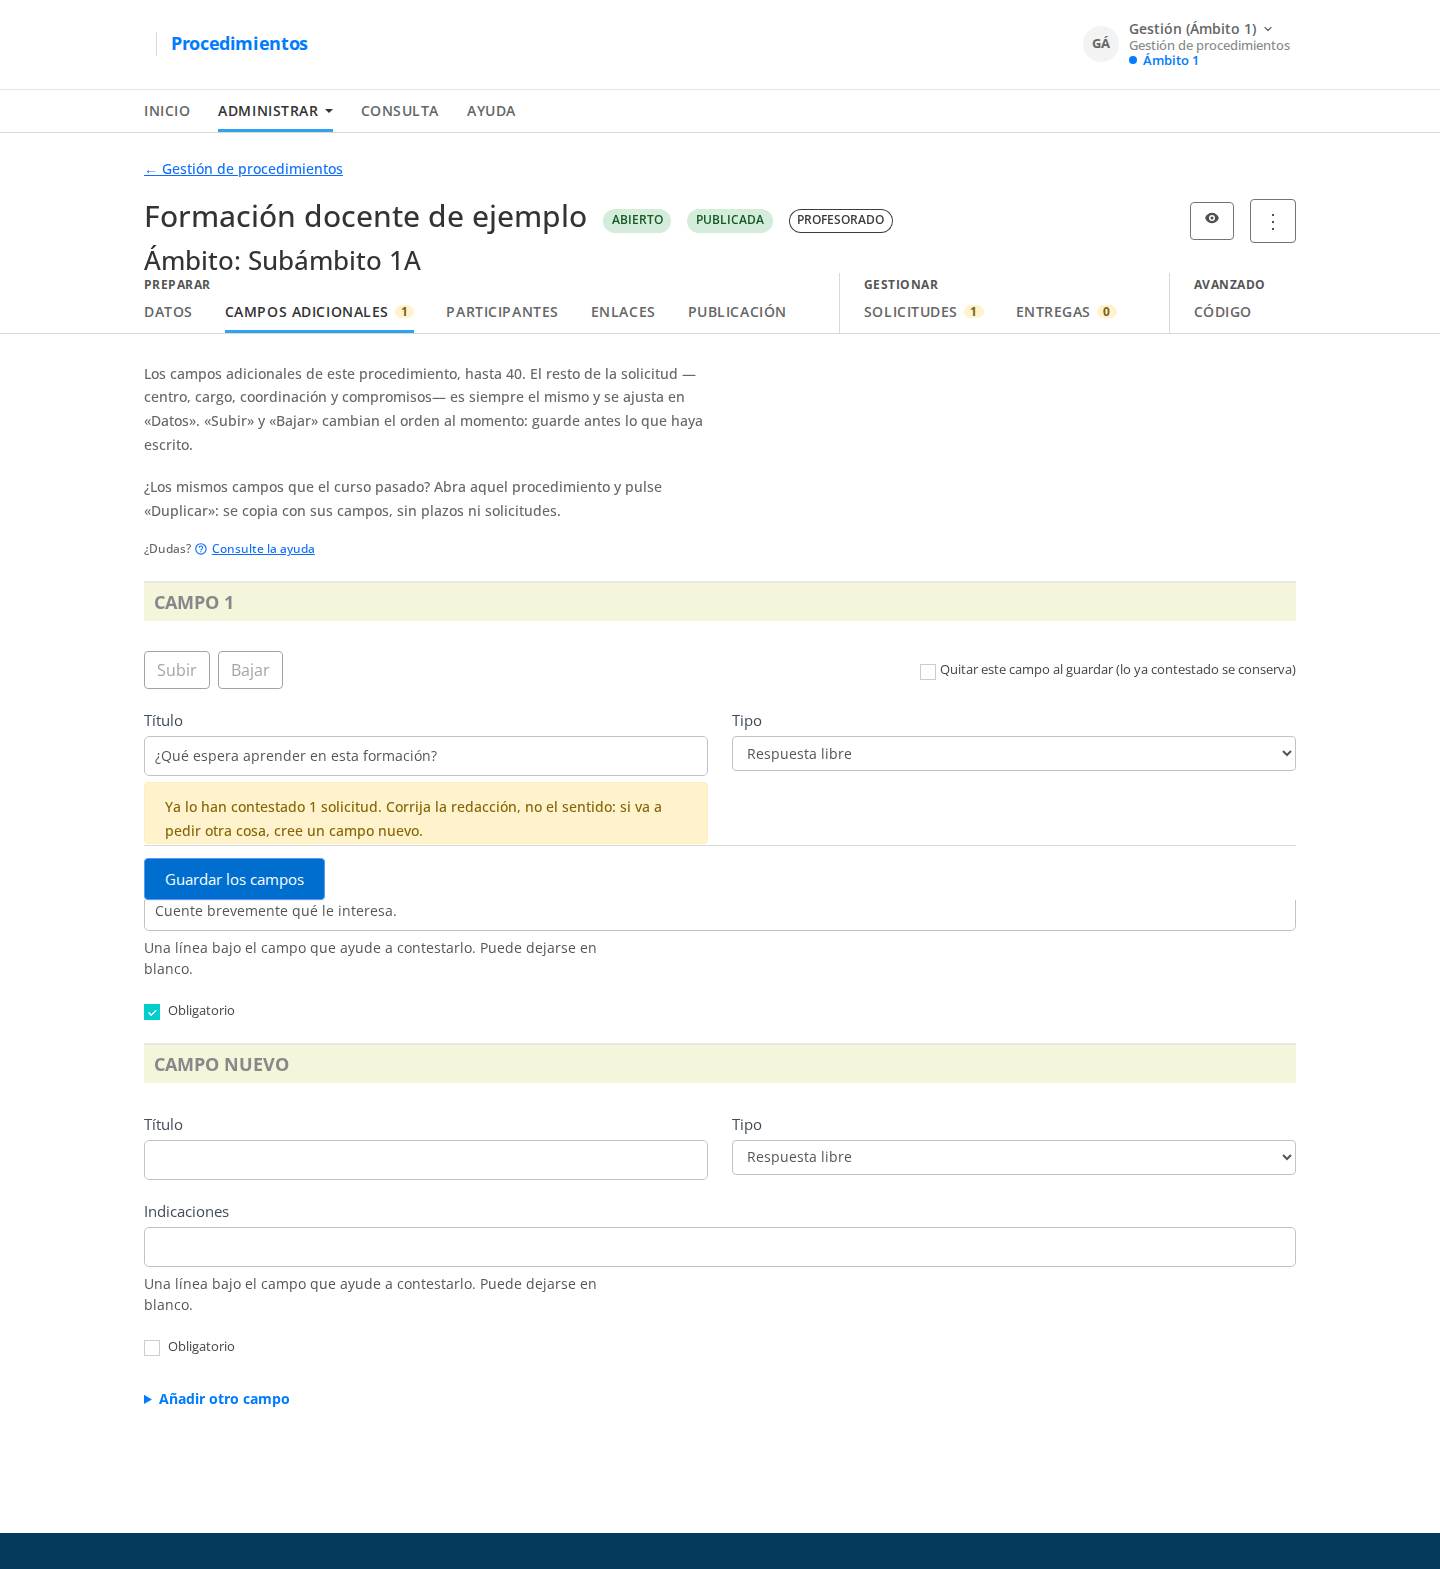 Procedimientos
GÁ
Gestión (Ámbito 1)
Gestión de procedimientos
Ámbito 1
INICIO ADMINISTRAR CONSULTA AYUDA
← Gestión de procedimientos
Formación docente de ejemplo ABIERTO PUBLICADA PROFESORADO
⋮
Ámbito: Subámbito 1A
PREPARAR GESTIONAR AVANZADO
DATOS CAMPOS ADICIONALES 1 PARTICIPANTES ENLACES PUBLICACIÓN SOLICITUDES 1 ENTREGAS 0 CÓDIGO
Los campos adicionales de este procedimiento, hasta 40. El resto de la solicitud —
centro, cargo, coordinación y compromisos— es siempre el mismo y se ajusta en
«Datos». «Subir» y «Bajar» cambian el orden al momento: guarde antes lo que haya
escrito.
¿Los mismos campos que el curso pasado? Abra aquel procedimiento y pulse
«Duplicar»: se copia con sus campos, sin plazos ni solicitudes.
¿Dudas? Consulte la ayuda
CAMPO 1
Subir Bajar Quitar este campo al guardar (lo ya contestado se conserva)
Título Tipo
¿Qué espera aprender en esta formación? Respuesta libre
Ya lo han contestado 1 solicitud. Corrija la redacción, no el sentido: si va a
pedir otra cosa, cree un campo nuevo.
Guardar los campos
Cuente brevemente qué le interesa.
Una línea bajo el campo que ayude a contestarlo. Puede dejarse en
blanco.
Obligatorio
CAMPO NUEVO
Título Tipo
Respuesta libre
Indicaciones
Una línea bajo el campo que ayude a contestarlo. Puede dejarse en
blanco.
Obligatorio
Añadir otro campo